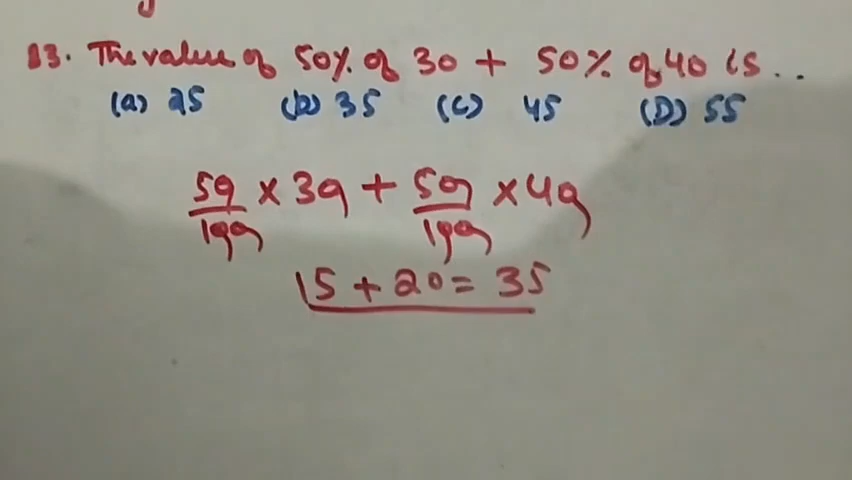 13. The value of 50% of 30 + 50% of 40 is...
(a) 25 (b) 35 (c) 45 (D) 55
50/100 × 30 + 50/100 × 40
15 + 20 = 35